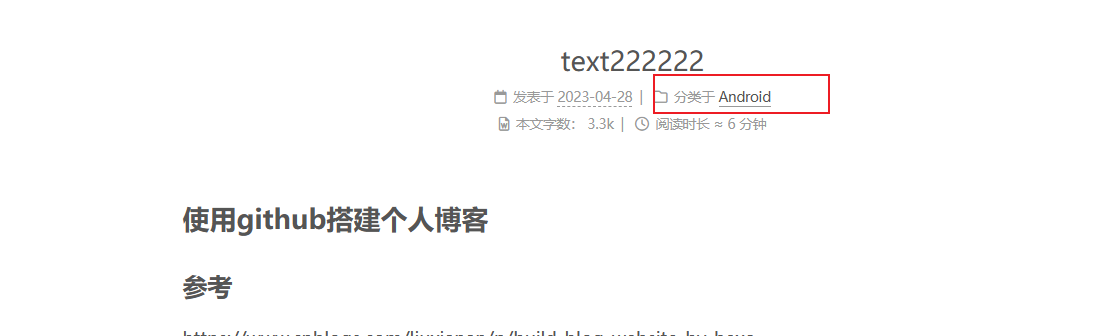 text222222
发表于 2023-04-28 | 分类于 Android
本文字数： 3.3k | 阅读时长 ≈ 6 分钟
使用github搭建个人博客
参考